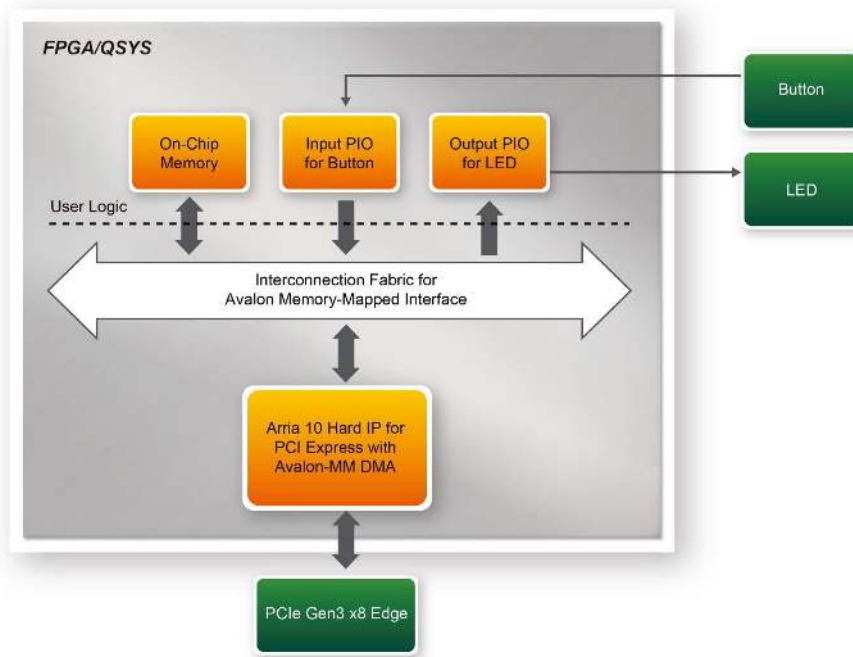 FPGA/QSYS
Button
On-Chip
Memory
Input PIO
for Button
Output PIO
for LED
LED
User Logic
Interconnection Fabric for
Avalon Memory-Mapped Interface
Arria 10 Hard IP for
PCI Express with
Avalon-MM DMA
PCIe Gen3 x8 Edge